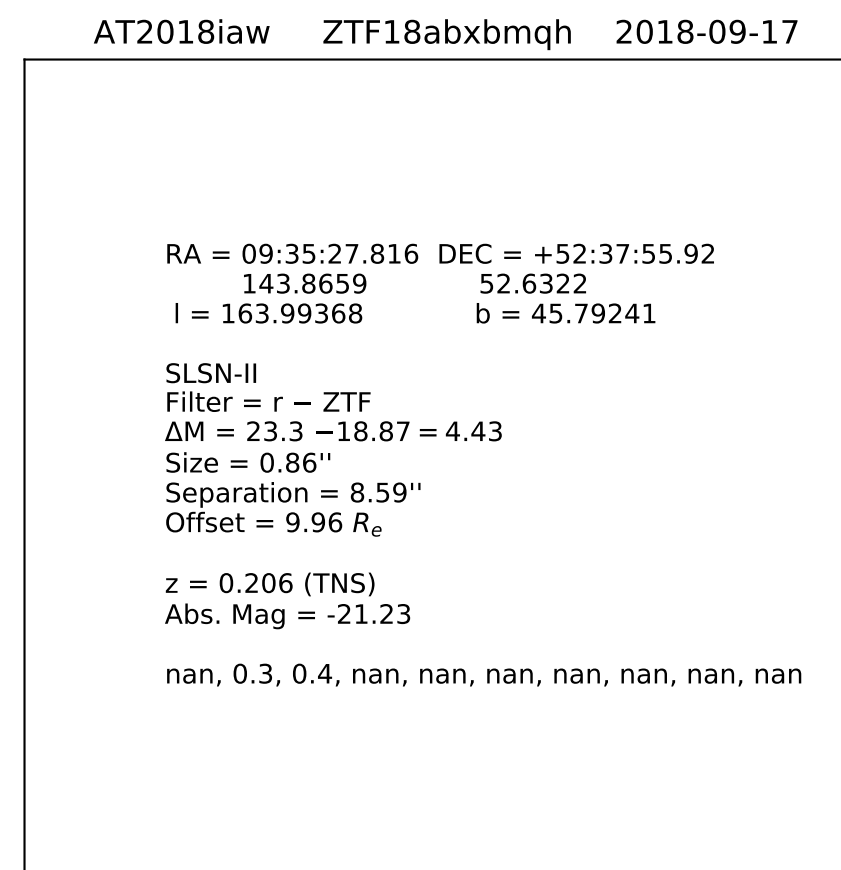 AT2018iaw ZTF18abxbmqh 2018-09-17
RA = 09:35:27.816 DEC = +52:37:55.92
143.8659 52.6322
l = 163.99368 b = 45.79241
SLSN-II
Filter = r − ZTF
ΔM = 23.3 −18.87 = 4.43
Size = 0.86''
Separation = 8.59''
Offset = 9.96 Rₑ
z = 0.206 (TNS)
Abs. Mag = -21.23
nan, 0.3, 0.4, nan, nan, nan, nan, nan, nan, nan